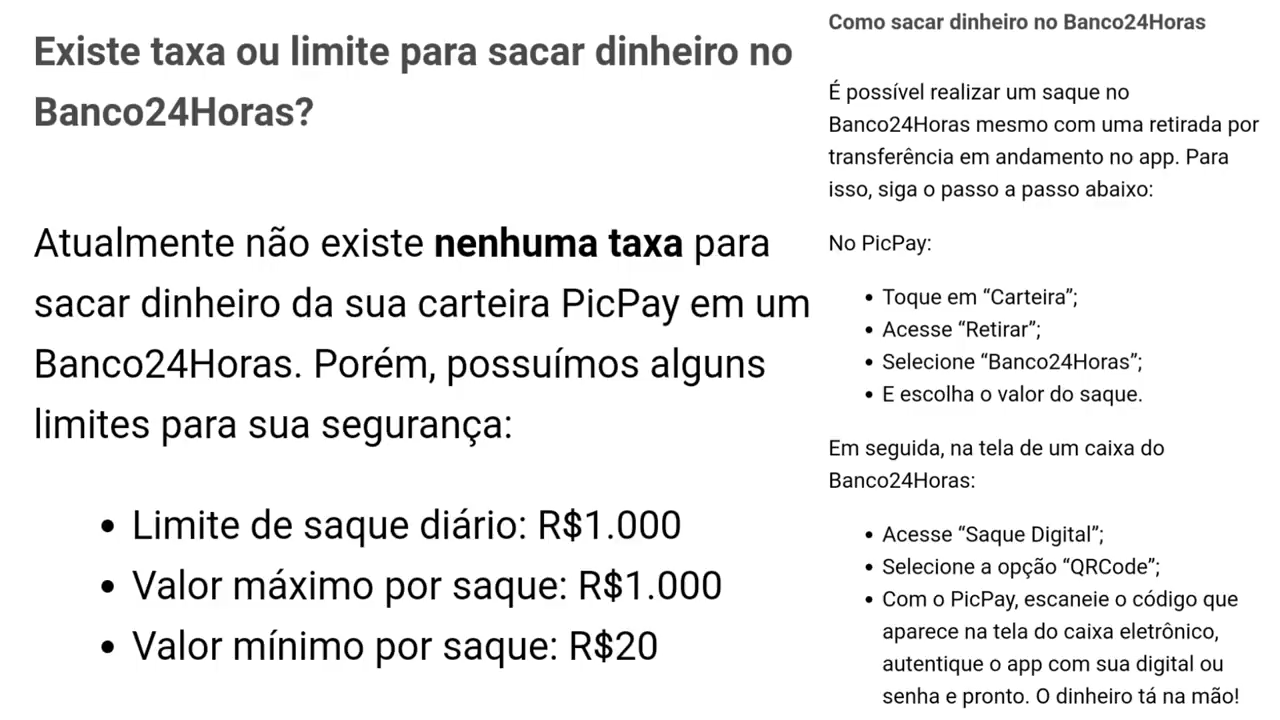 Existe taxa ou limite para sacar dinheiro no
Banco24Horas?
Atualmente não existe nenhuma taxa para
sacar dinheiro da sua carteira PicPay em um
Banco24Horas. Porém, possuímos alguns
limites para sua segurança:
• Limite de saque diário: R$1.000
• Valor máximo por saque: R$1.000
• Valor mínimo por saque: R$20
Como sacar dinheiro no Banco24Horas
É possível realizar um saque no
Banco24Horas mesmo com uma retirada por
transferência em andamento no app. Para
isso, siga o passo a passo abaixo:
No PicPay:
• Toque em “Carteira”;
• Acesse “Retirar”;
• Selecione “Banco24Horas”;
• E escolha o valor do saque.
Em seguida, na tela de um caixa do
Banco24Horas:
• Acesse “Saque Digital”;
• Selecione a opção “QRCode”;
• Com o PicPay, escaneie o código que
aparece na tela do caixa eletrônico,
autentique o app com sua digital ou
senha e pronto. O dinheiro tá na mão!